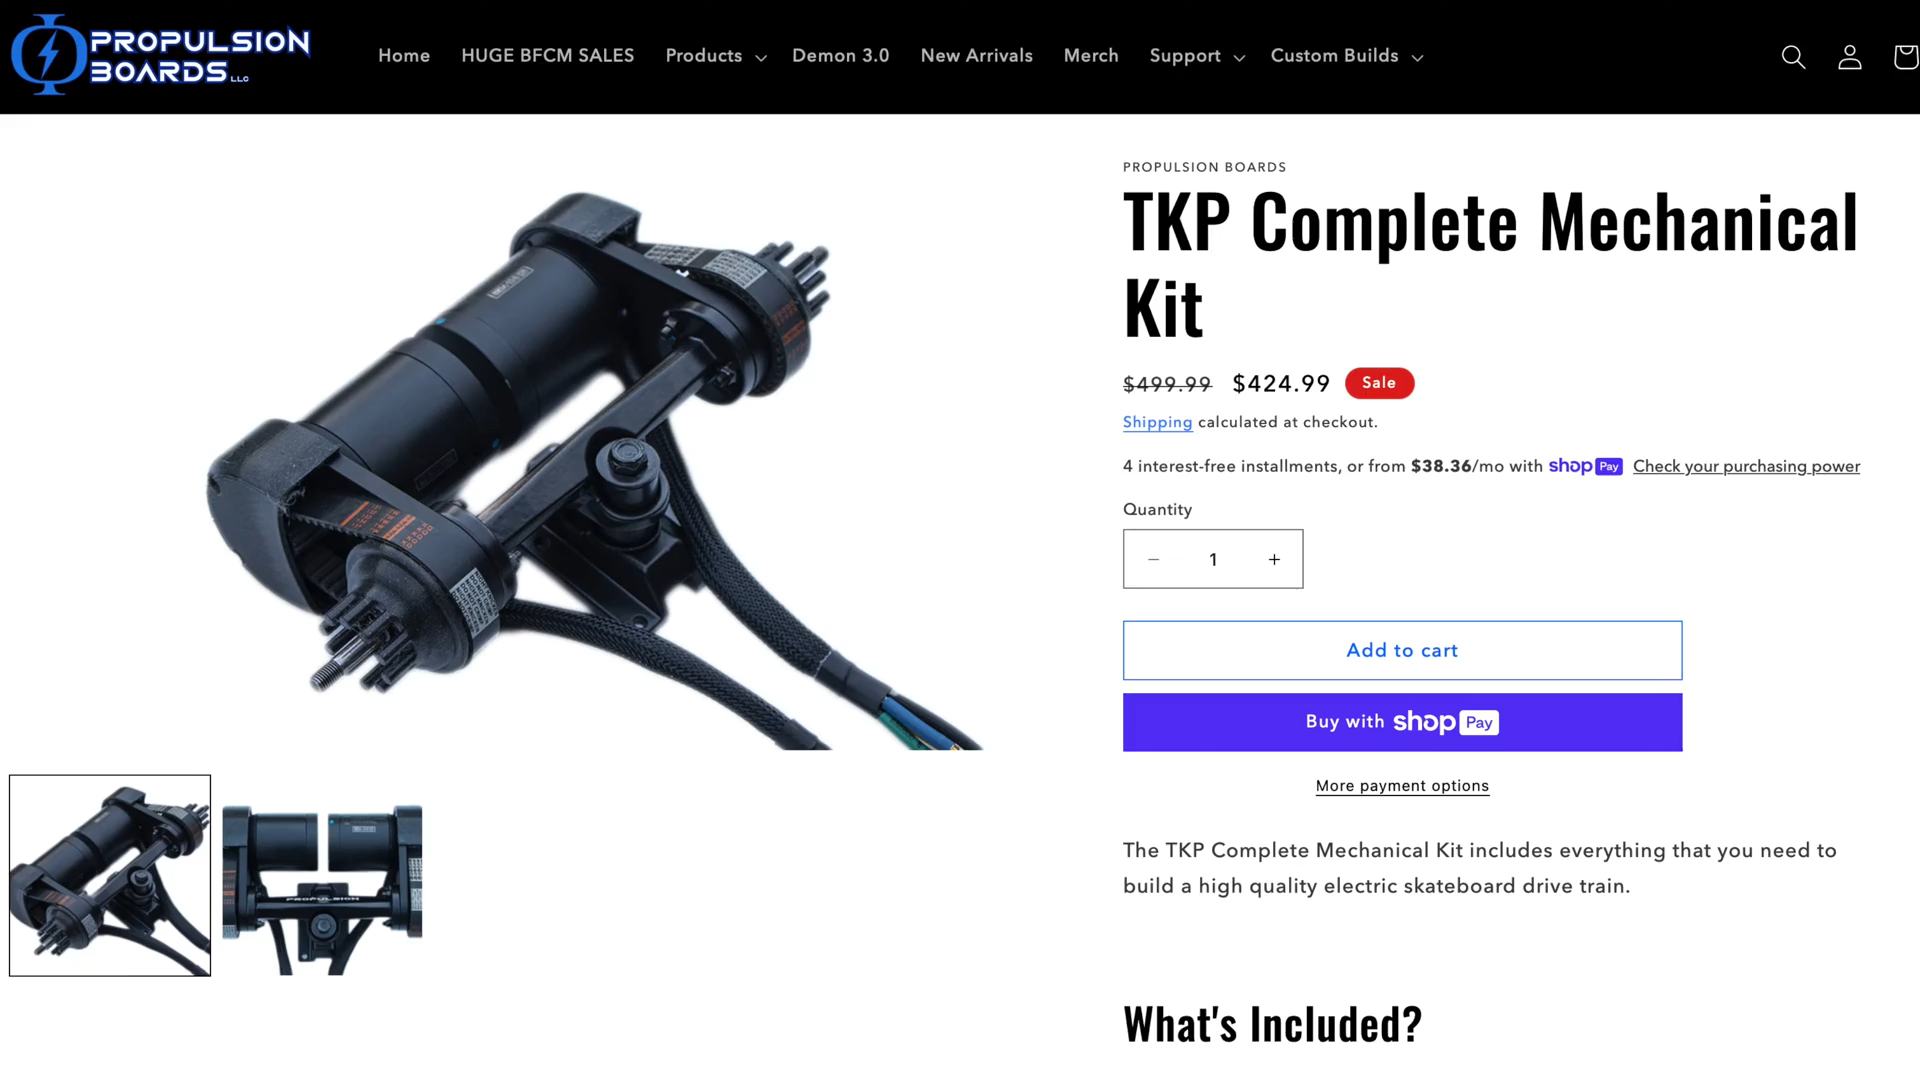 PROPULSION
BOARDS LLC
Home
HUGE BFCM SALES
Products
Demon 3.0
New Arrivals
Merch
Support
Custom Builds
PROPULSION BOARDS
TKP Complete Mechanical
Kit
$499.99 $424.99 Sale
Shipping calculated at checkout.
4 interest-free installments, or from $38.36/mo with shop Pay Check your purchasing power
Quantity
− 1 +
Add to cart
Buy with shop Pay
More payment options
The TKP Complete Mechanical Kit includes everything that you need to
build a high quality electric skateboard drive train.
What's Included?
PROPULSION